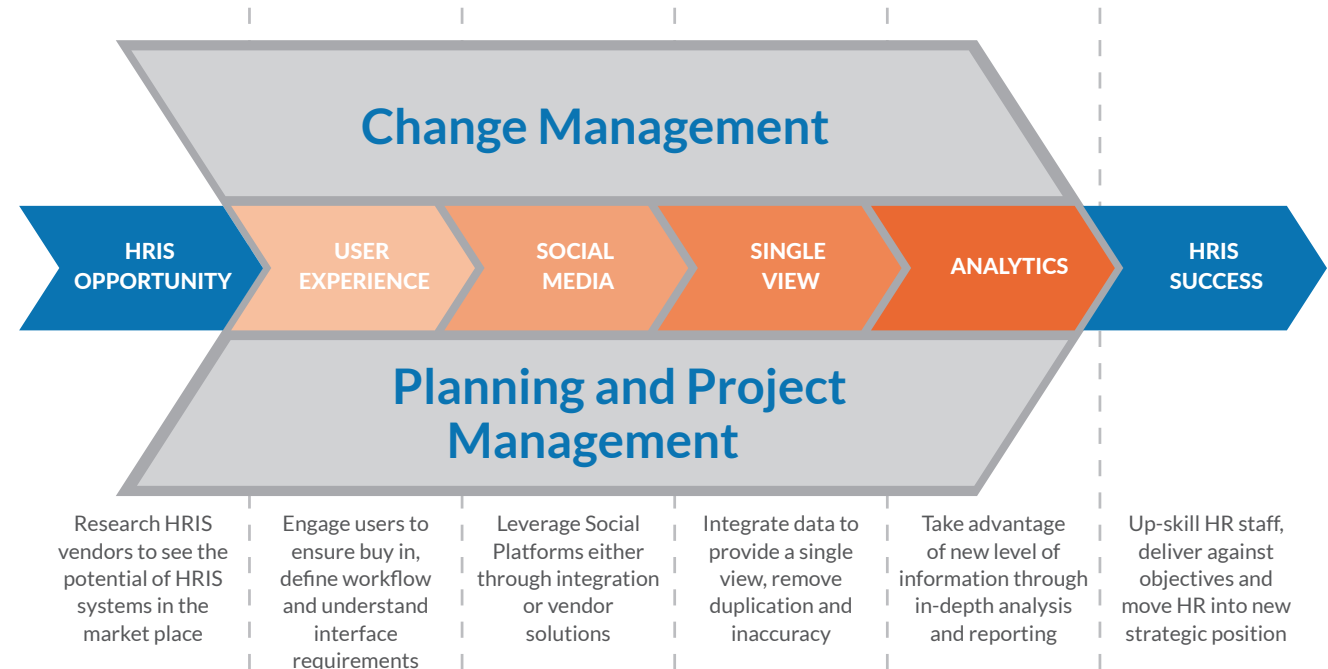 Change Management
HRIS
OPPORTUNITY
USER
EXPERIENCE
SOCIAL
MEDIA
SINGLE
VIEW
ANALYTICS
HRIS
SUCCESS
Planning and Project
Management
Research HRIS
vendors to see the
potential of HRIS
systems in the
market place
Engage users to
ensure buy in,
define workflow
and understand
interface
requirements
Leverage Social
Platforms either
through integration
or vendor
solutions
Integrate data to
provide a single
view, remove
duplication and
inaccuracy
Take advantage
of new level of
information through
in-depth analysis
and reporting
Up-skill HR staff,
deliver against
objectives and
move HR into new
strategic position